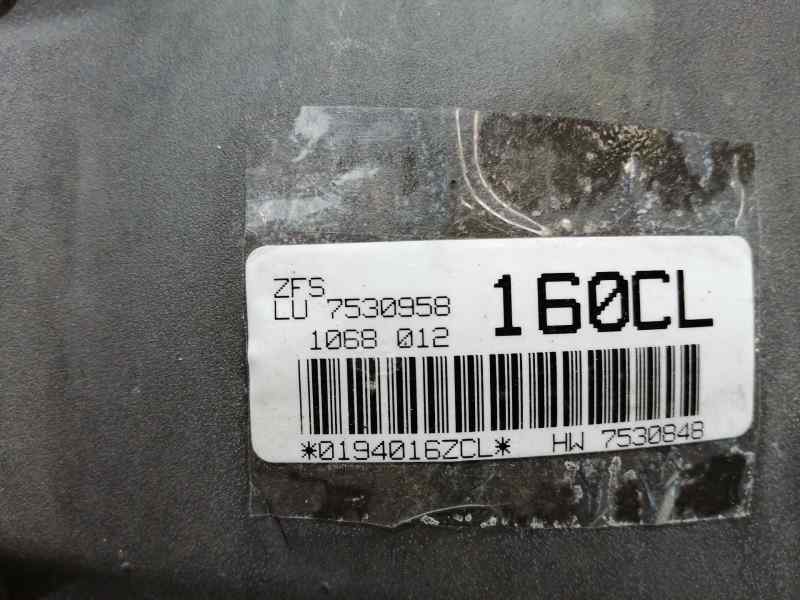 ZFS
LU 7530958
160CL
1068 012
*0194016ZCL*
HW 7530848